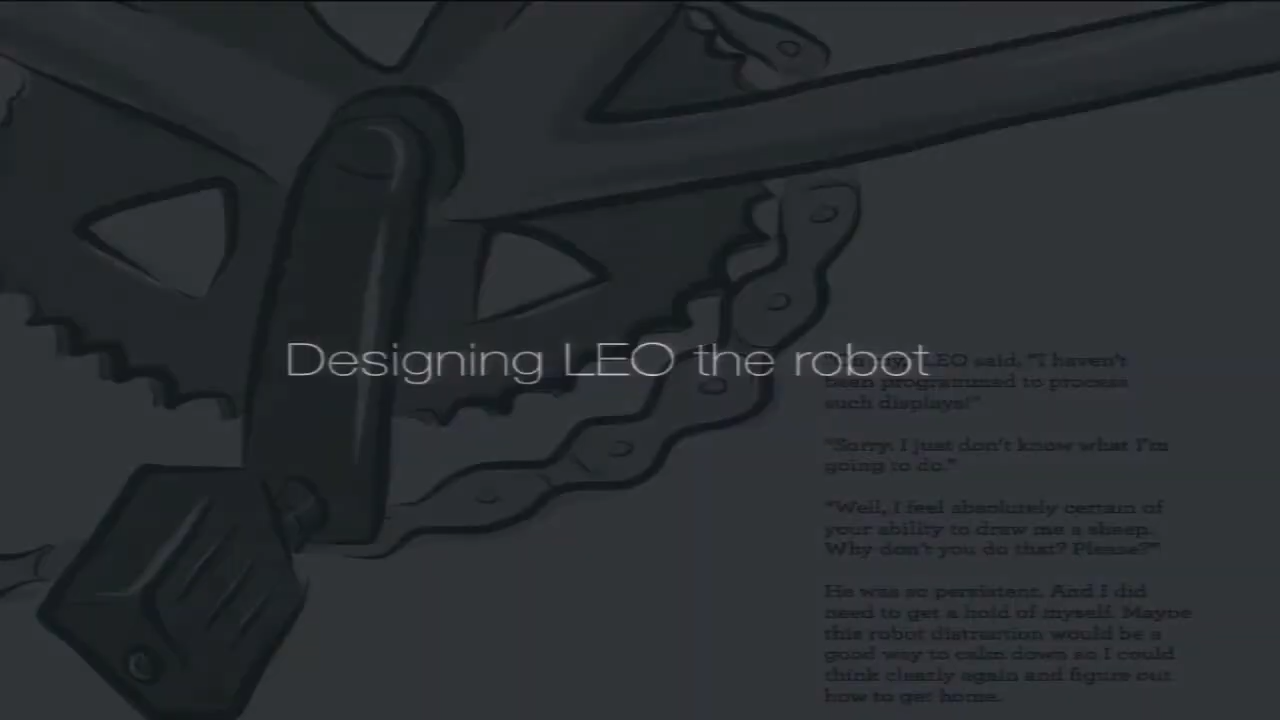 Designing LEO the robot
LEO said, "I haven't
been programmed to process
such displays!"
"Sorry. I just don't know what I'm
going to do."
"Well, I feel absolutely certain of
your ability to draw me a sheep.
Why don't you do that? Please?"
He was so persistent. And I did
need to get a hold of myself. Maybe
this robot distraction would be a
good way to calm down so I could
think clearly again and figure out
how to get home.